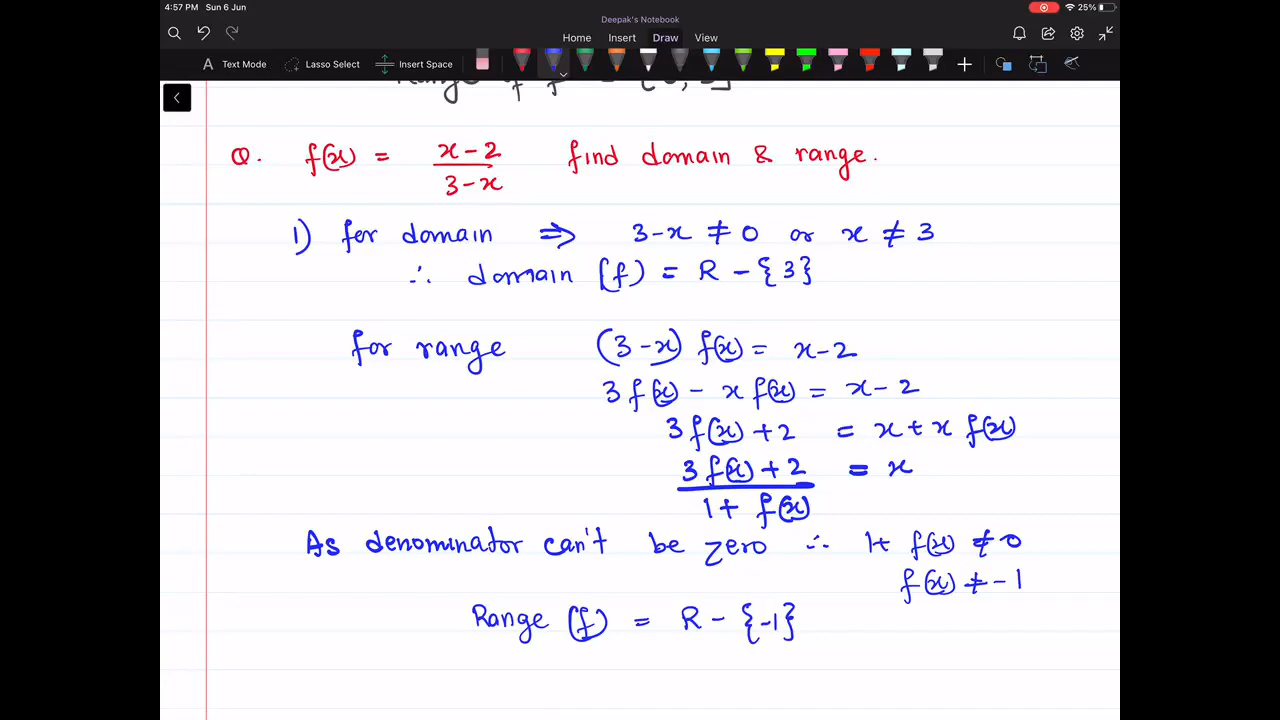 4:57 PM Sun 6 Jun 25%
Deepak's Notebook
Home Insert Draw View
Text Mode Lasso Select Insert Space
Range of f = [
Q. f(x) = x-2 / 3-x find domain & range.
1) for domain ⇒ 3-x ≠ 0 or x ≠ 3
∴ domain (f) = R - {3}
for range (3-x) f(x) = x-2
3 f(x) - x f(x) = x-2
3 f(x) + 2 = x + x f(x)
3 f(x) + 2 / 1 + f(x) = x
As denominator can't be zero ∴ 1+ f(x) ≠ 0
f(x) ≠ -1
Range (f) = R - {-1}